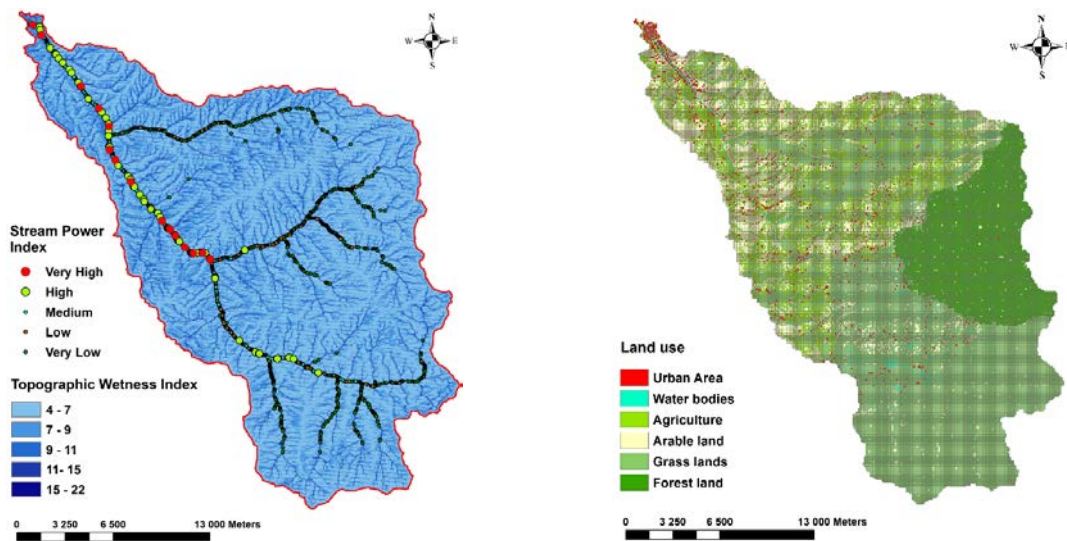 N
W E
S
Stream Power
Index
Very High
High
Medium
Low
Very Low
Topographic Wetness Index
4 - 7
7 - 9
9 - 11
11- 15
15 - 22
0 3 250 6 500 13 000 Meters
N
W E
S
Land use
Urban Area
Water bodies
Agriculture
Arable land
Grass lands
Forest land
0 3 250 6 500 13 000 Meters